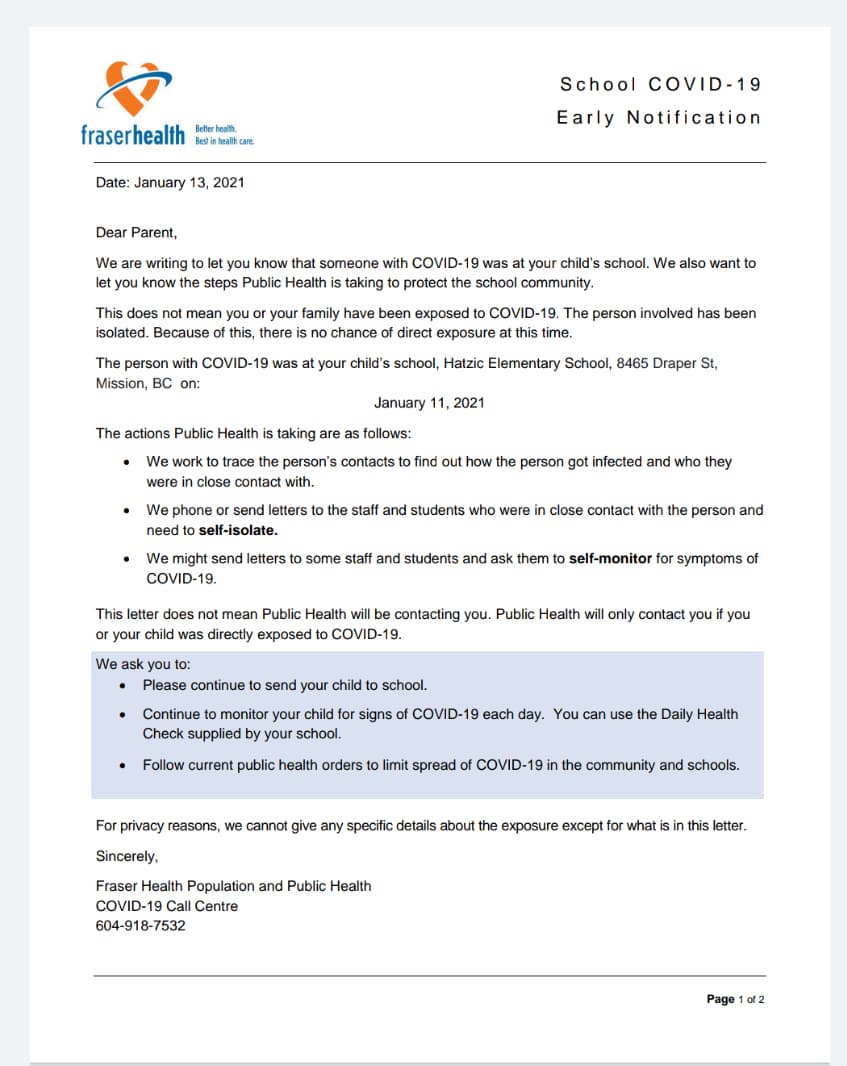 School COVID-19
Early Notification
fraserhealth
Better health.
Best in health care.
Date: January 13, 2021
Dear Parent,
We are writing to let you know that someone with COVID-19 was at your child's school. We also want to
let you know the steps Public Health is taking to protect the school community.
This does not mean you or your family have been exposed to COVID-19. The person involved has been
isolated. Because of this, there is no chance of direct exposure at this time.
The person with COVID-19 was at your child's school, Hatzic Elementary School, 8465 Draper St,
Mission, BC  on:
January 11, 2021
The actions Public Health is taking are as follows:
• We work to trace the person's contacts to find out how the person got infected and who they
were in close contact with.
• We phone or send letters to the staff and students who were in close contact with the person and
need to self-isolate.
• We might send letters to some staff and students and ask them to self-monitor for symptoms of
COVID-19.
This letter does not mean Public Health will be contacting you. Public Health will only contact you if you
or your child was directly exposed to COVID-19.
We ask you to:
• Please continue to send your child to school.
• Continue to monitor your child for signs of COVID-19 each day.  You can use the Daily Health
Check supplied by your school.
• Follow current public health orders to limit spread of COVID-19 in the community and schools.
For privacy reasons, we cannot give any specific details about the exposure except for what is in this letter.
Sincerely,
Fraser Health Population and Public Health
COVID-19 Call Centre
604-918-7532
Page 1 of 2